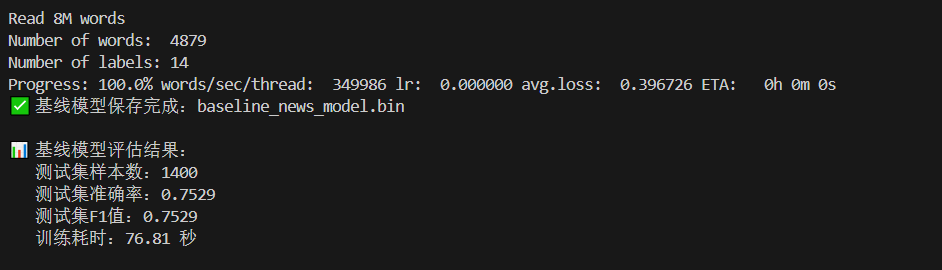 Read 8M words
Number of words:  4879
Number of labels: 14
Progress: 100.0% words/sec/thread:  349986 lr:  0.000000 avg.loss:  0.396726 ETA:   0h 0m 0s
✅ 基线模型保存完成：baseline_news_model.bin
📊 基线模型评估结果：
测试集样本数：1400
测试集准确率：0.7529
测试集F1值：0.7529
训练耗时：76.81 秒